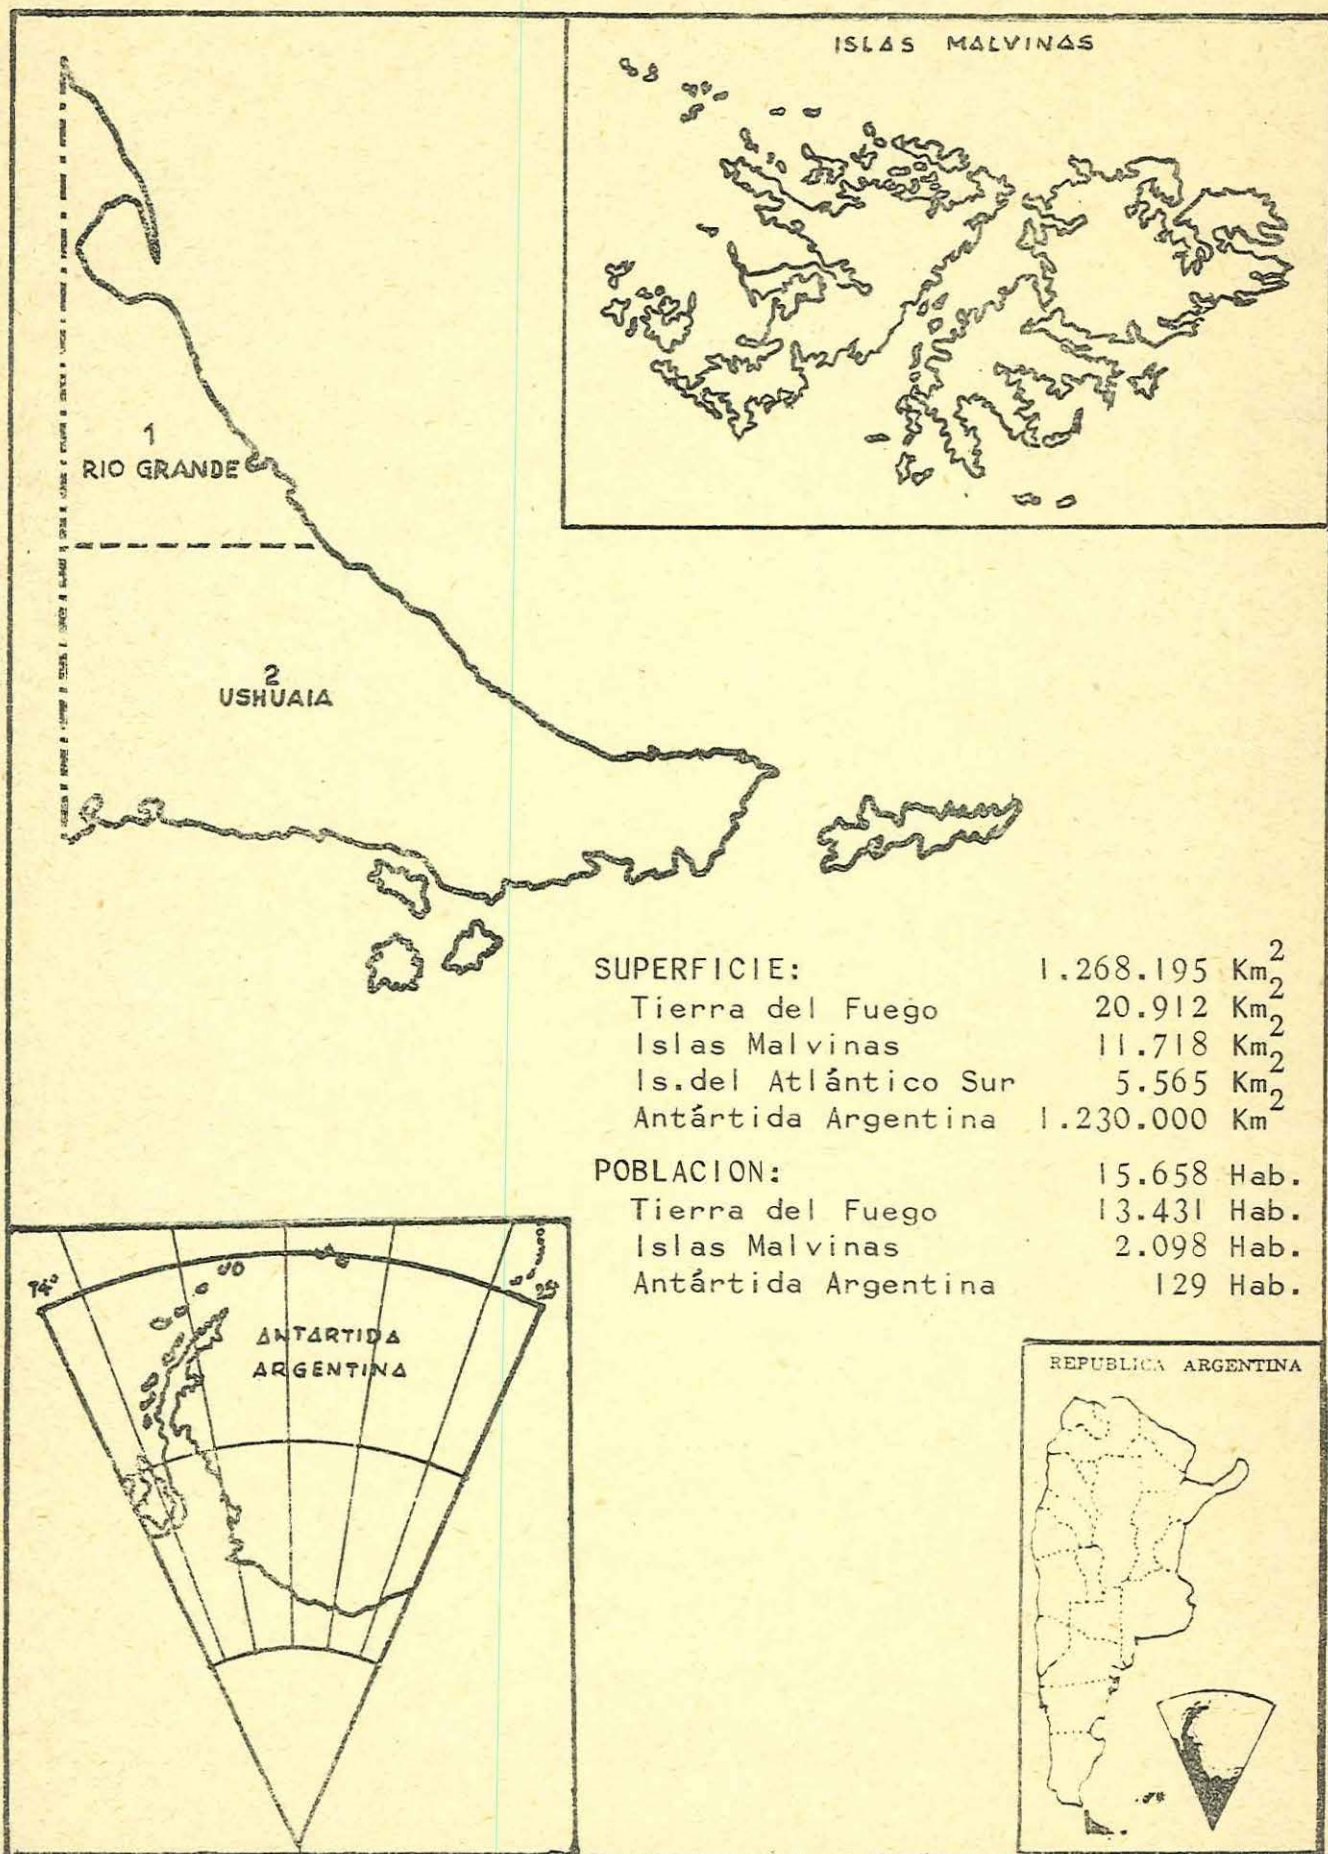 ISLAS MALVINAS
1
RIO GRANDE
2
USHUAIA
SUPERFICIE: 1.268.195 Km2
Tierra del Fuego 20.912 Km2
Islas Malvinas 11.718 Km2
Is.del Atlántico Sur 5.565 Km2
Antártida Argentina 1.230.000 Km2
POBLACION: 15.658 Hab.
Tierra del Fuego 13.431 Hab.
Islas Malvinas 2.098 Hab.
Antártida Argentina 129 Hab.
74° 25°
ANTARTIDA
ARGENTINA
REPUBLICA ARGENTINA